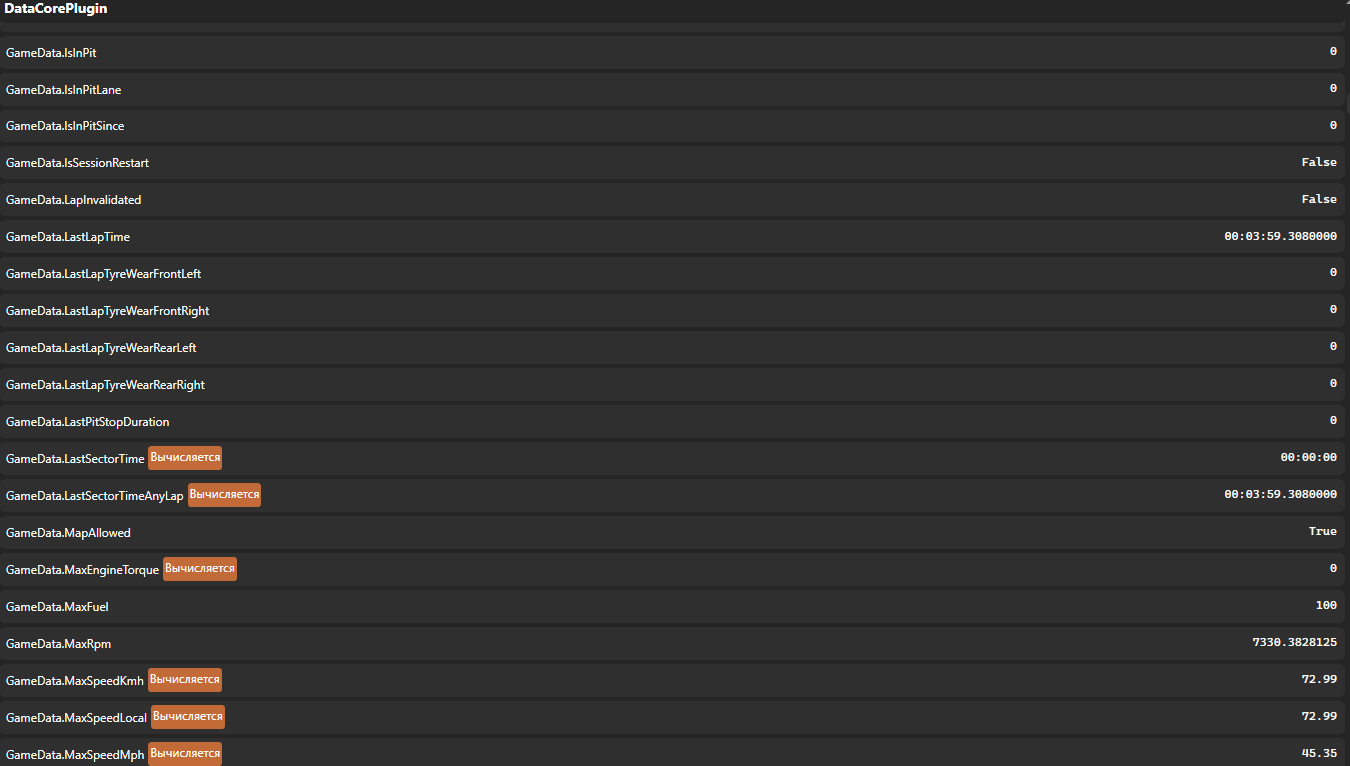 DataCorePlugin
GameData.IsInPit 0
GameData.IsInPitLane 0
GameData.IsInPitSince 0
GameData.IsSessionRestart False
GameData.LapInvalidated False
GameData.LastLapTime 00:03:59.3080000
GameData.LastLapTyreWearFrontLeft 0
GameData.LastLapTyreWearFrontRight 0
GameData.LastLapTyreWearRearLeft 0
GameData.LastLapTyreWearRearRight 0
GameData.LastPitStopDuration 0
GameData.LastSectorTime Вычисляется 00:00:00
GameData.LastSectorTimeAnyLap Вычисляется 00:03:59.3080000
GameData.MapAllowed True
GameData.MaxEngineTorque Вычисляется 0
GameData.MaxFuel 100
GameData.MaxRpm 7330.3828125
GameData.MaxSpeedKmh Вычисляется 72.99
GameData.MaxSpeedLocal Вычисляется 72.99
GameData.MaxSpeedMph Вычисляется 45.35